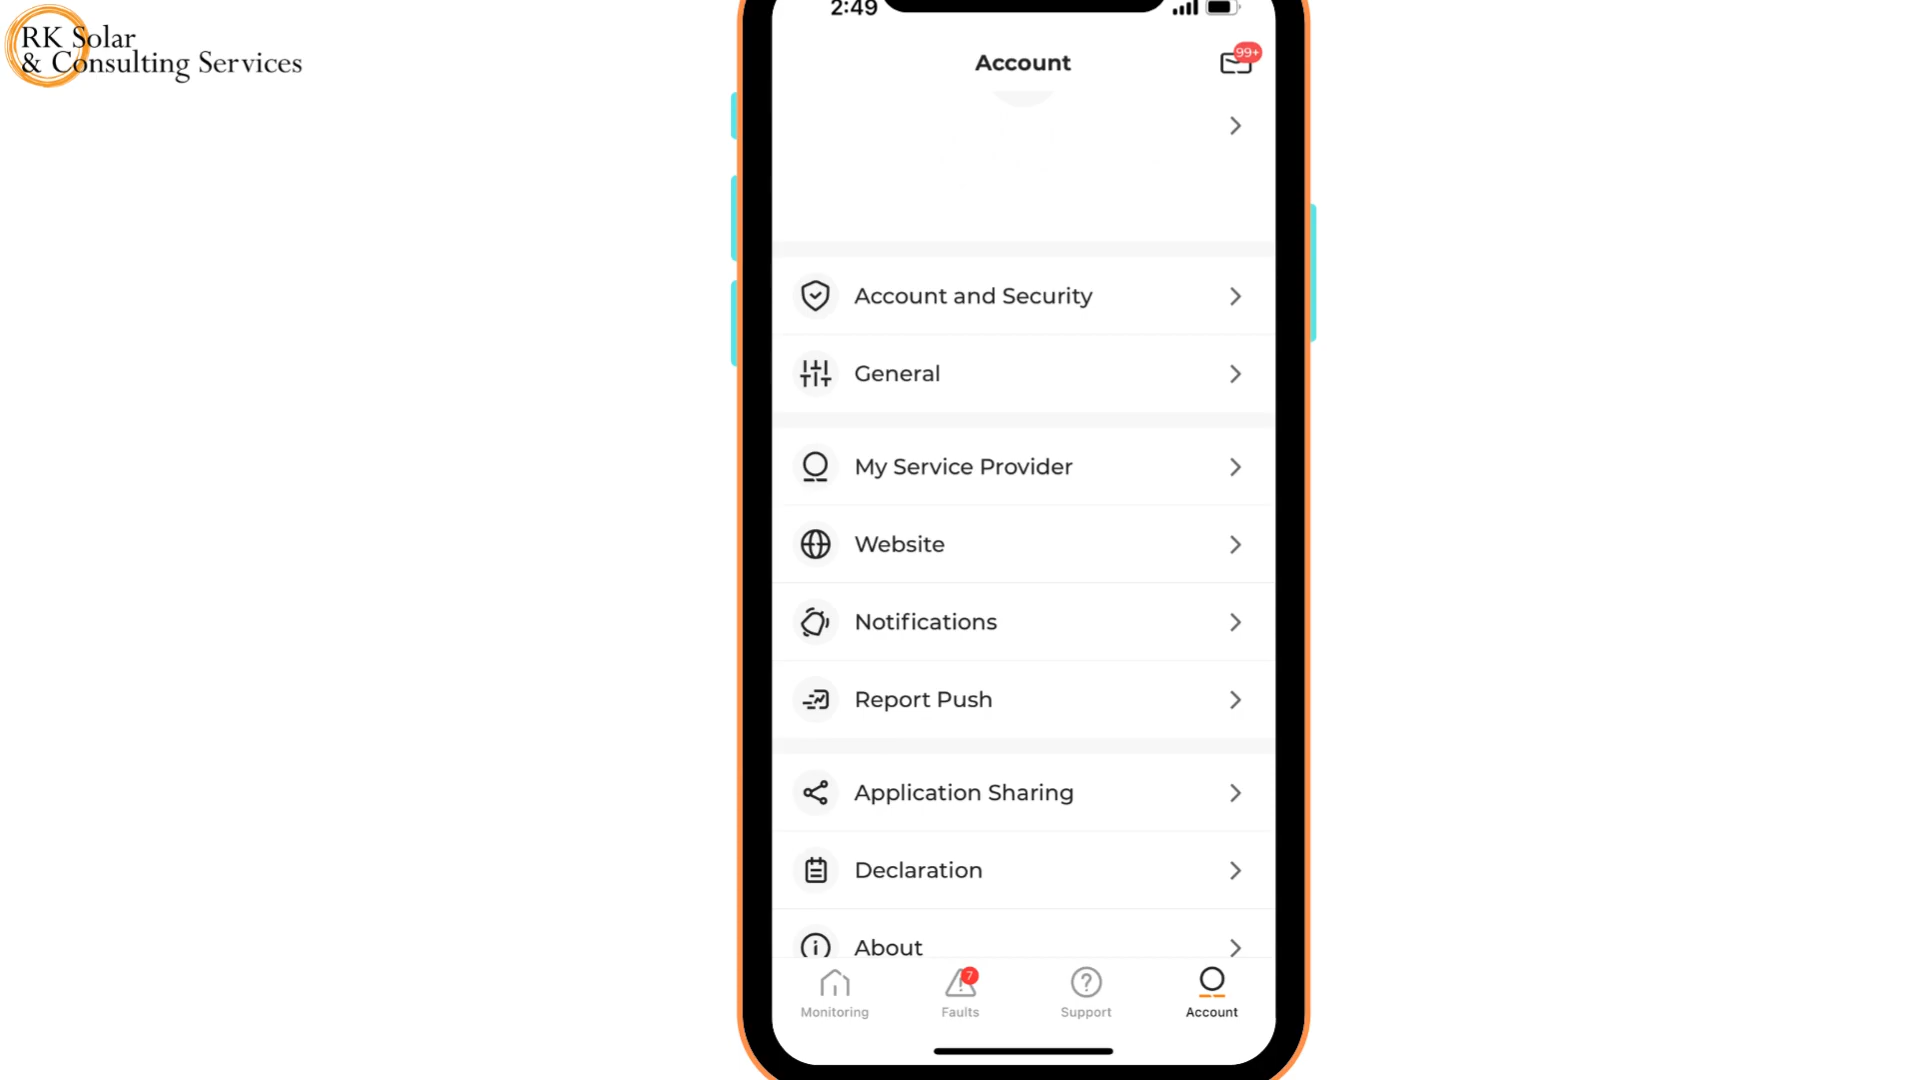 RK Solar
& Consulting Services
2:49
Account
99+
Account and Security
General
My Service Provider
Website
Notifications
Report Push
Application Sharing
Declaration
About
7
Monitoring
Faults
Support
Account